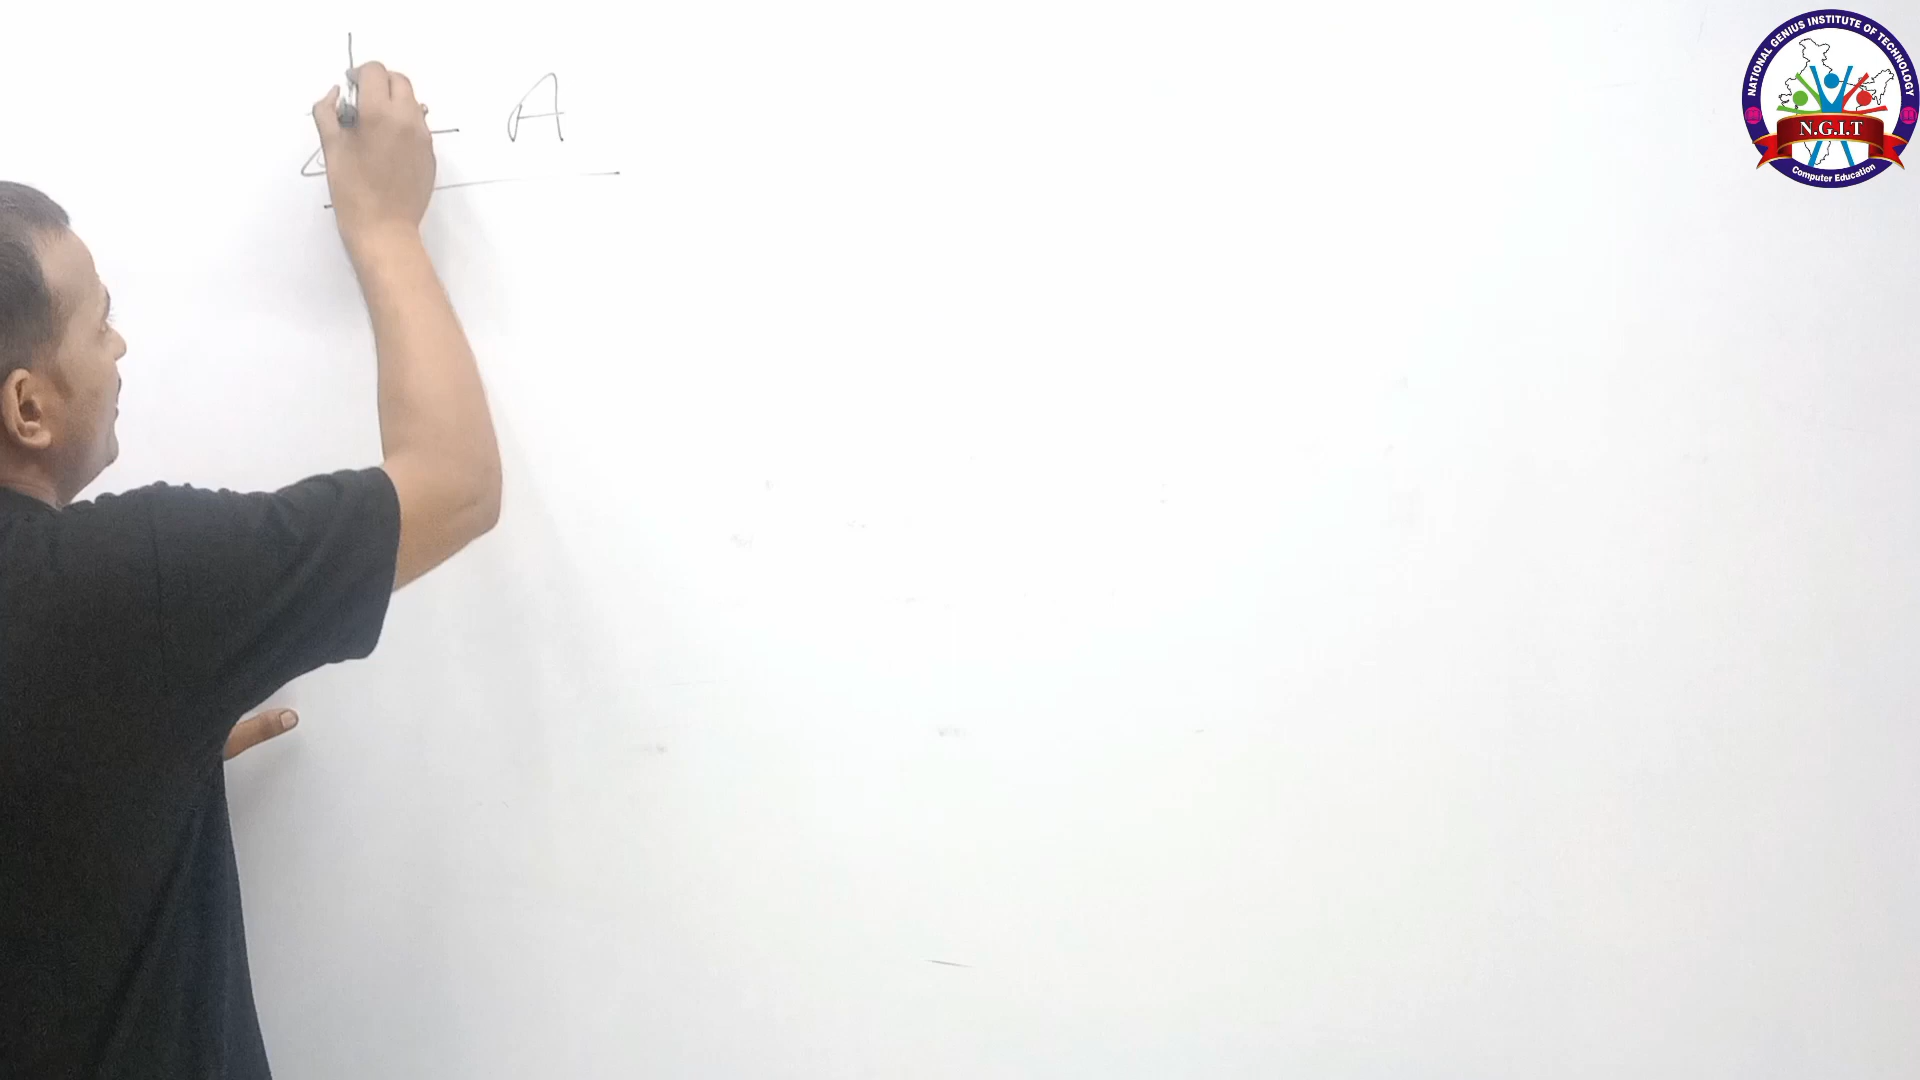 A
NATIONAL GENIUS INSTITUTE OF TECHNOLOGY
N.G.I.T
Computer Education